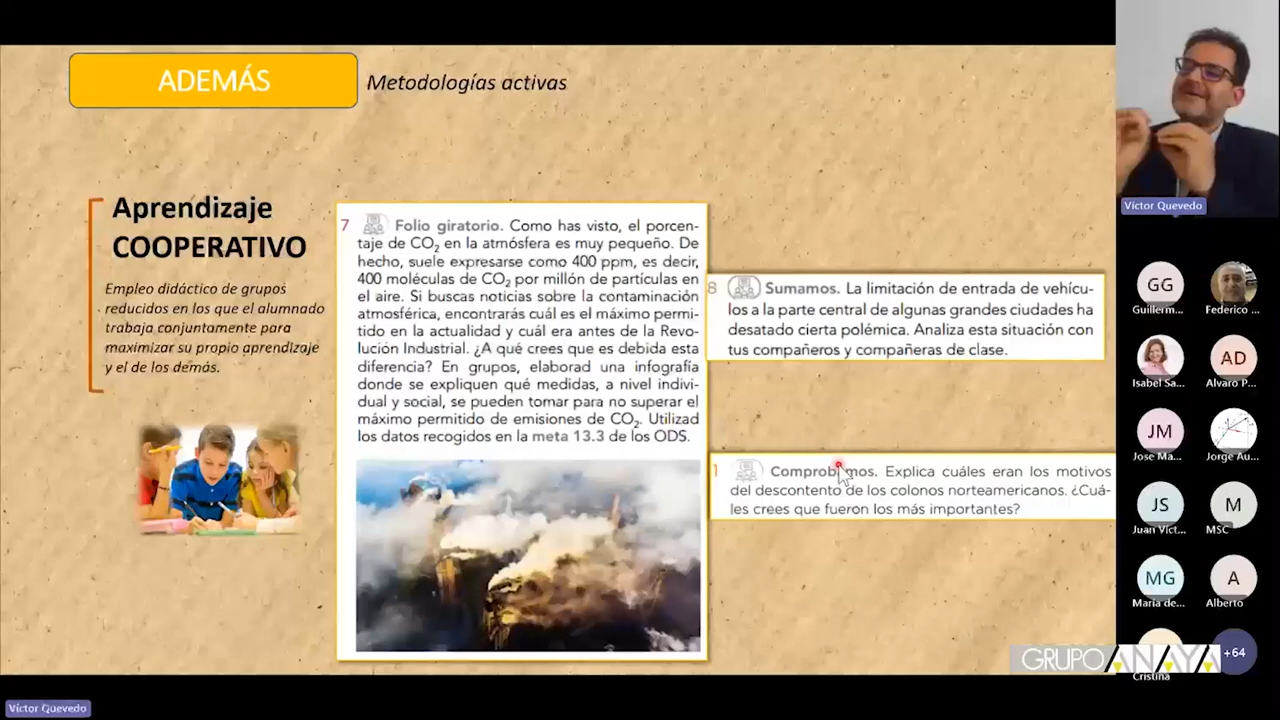 ADEMÁS
Metodologías activas
Aprendizaje
COOPERATIVO
Empleo didáctico de grupos
reducidos en los que el alumnado
trabaja conjuntamente para
maximizar su propio aprendizaje
y el de los demás.
7 Folio giratorio. Como has visto, el porcen-
taje de CO₂ en la atmósfera es muy pequeño. De
hecho, suele expresarse como 400 ppm, es decir,
400 moléculas de CO₂ por millón de partículas en
el aire. Si buscas noticias sobre la contaminación
atmosférica, encontrarás cuál es el máximo permi-
tido en la actualidad y cuál era antes de la Revo-
lución Industrial. ¿A qué crees que es debida esta
diferencia? En grupos, elaborad una infografía
donde se expliquen qué medidas, a nivel indivi-
dual y social, se pueden tomar para no superar el
máximo permitido de emisiones de CO₂. Utilizad
los datos recogidos en la meta 13.3 de los ODS.
8 Sumamos. La limitación de entrada de vehícu-
los a la parte central de algunas grandes ciudades ha
desatado cierta polémica. Analiza esta situación con
tus compañeros y compañeras de clase.
1 Comprobamos. Explica cuáles eran los motivos
del descontento de los colonos norteamericanos. ¿Cuá-
les crees que fueron los más importantes?
GRUPO ANAYA
Víctor Quevedo
GG
Guillerm...
Federico ...
Isabel Sa...
AD
Alvaro P...
JM
Jose Ma...
Jorge Au...
JS
Juan Víct...
M
MSC
MG
María de...
A
Alberto
Cristina
+64
Víctor Quevedo